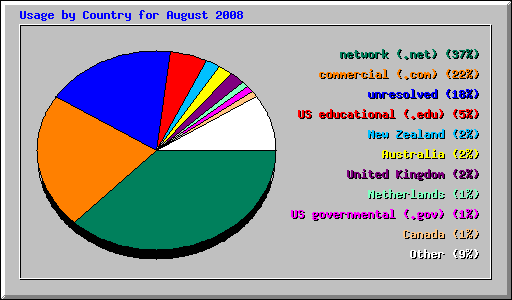 Usage by Country for August 2008
network (.net) (37%)
commercial (.com) (22%)
unresolved (18%)
US educational (.edu) (5%)
New Zealand (2%)
Australia (2%)
United Kingdom (2%)
Netherlands (1%)
US governmental (.gov) (1%)
Canada (1%)
Other (9%)